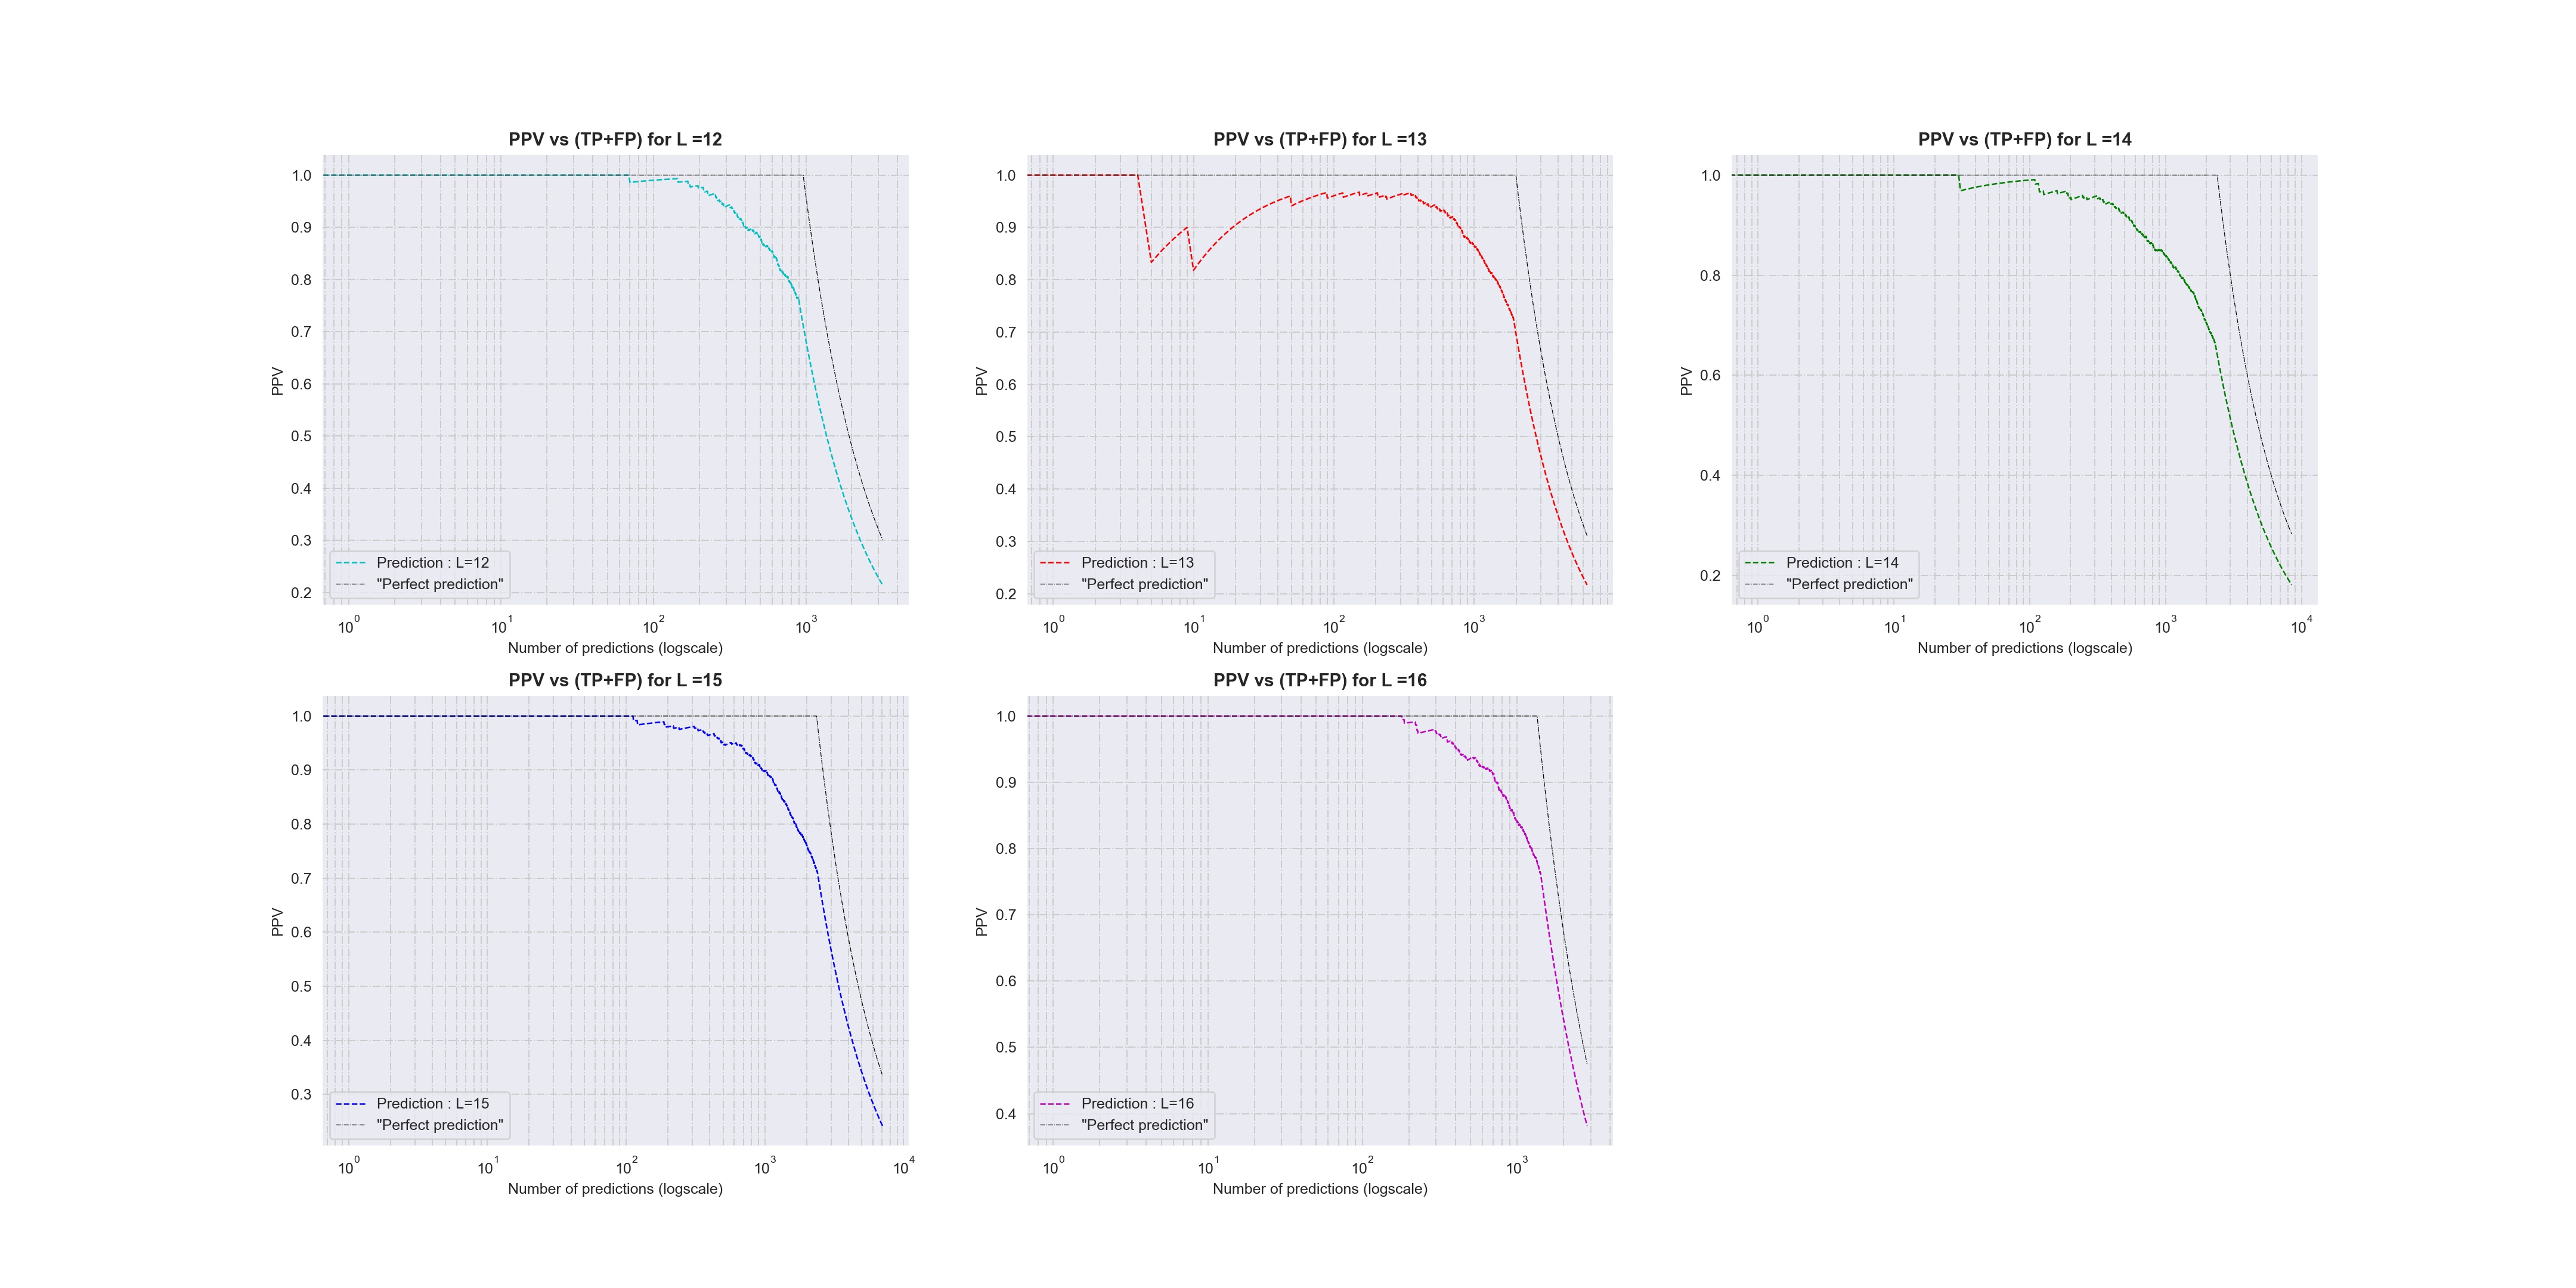 PPV vs (TP+FP) for L =12
PPV
1.0
0.9
0.8
0.7
0.6
0.5
0.4
0.3
0.2
Prediction : L=12
"Perfect prediction"
10^0 10^1 10^2 10^3
Number of predictions (logscale)
PPV vs (TP+FP) for L =13
PPV
1.0
0.9
0.8
0.7
0.6
0.5
0.4
0.3
0.2
Prediction : L=13
"Perfect prediction"
10^0 10^1 10^2 10^3
Number of predictions (logscale)
PPV vs (TP+FP) for L =14
PPV
1.0
0.8
0.6
0.4
0.2
Prediction : L=14
"Perfect prediction"
10^0 10^1 10^2 10^3 10^4
Number of predictions (logscale)
PPV vs (TP+FP) for L =15
PPV
1.0
0.9
0.8
0.7
0.6
0.5
0.4
0.3
Prediction : L=15
"Perfect prediction"
10^0 10^1 10^2 10^3 10^4
Number of predictions (logscale)
PPV vs (TP+FP) for L =16
PPV
1.0
0.9
0.8
0.7
0.6
0.5
0.4
Prediction : L=16
"Perfect prediction"
10^0 10^1 10^2 10^3
Number of predictions (logscale)